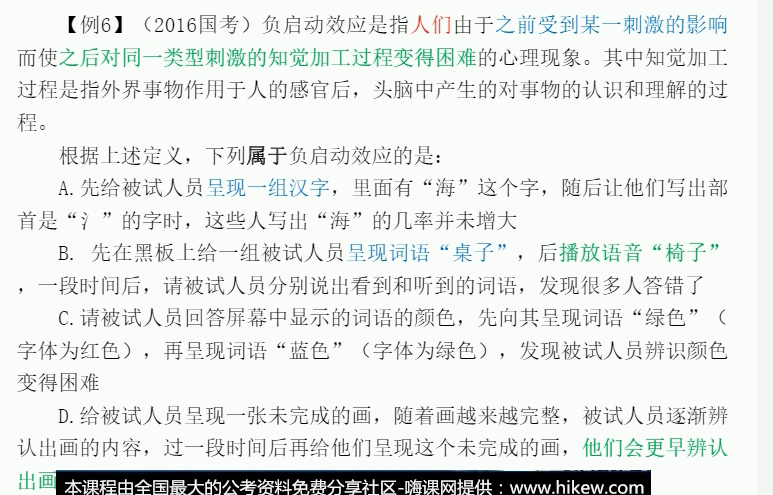 【例6】（2016国考）负启动效应是指人们由于之前受到某一刺激的影响
而使之后对同一类型刺激的知觉加工过程变得困难的心理现象。其中知觉加工
过程是指外界事物作用于人的感官后，头脑中产生的对事物的认识和理解的过
程。
根据上述定义，下列属于负启动效应的是：
A.先给被试人员呈现一组汉字，里面有“海”这个字，随后让他们写出部
首是“氵”的字时，这些人写出“海”的几率并未增大
B. 先在黑板上给一组被试人员呈现词语“桌子”，后播放语音“椅子”
，一段时间后，请被试人员分别说出看到和听到的词语，发现很多人答错了
C.请被试人员回答屏幕中显示的词语的颜色，先向其呈现词语“绿色”（
字体为红色），再呈现词语“蓝色”（字体为绿色），发现被试人员辨识颜色
变得困难
D.给被试人员呈现一张未完成的画，随着画越来越完整，被试人员逐渐辨
认出画的内容，过一段时间后再给他们呈现这个未完成的画，他们会更早辨认
出画
本课程由全国最大的公考资料免费分享社区-嗨课网提供：www.hikew.com